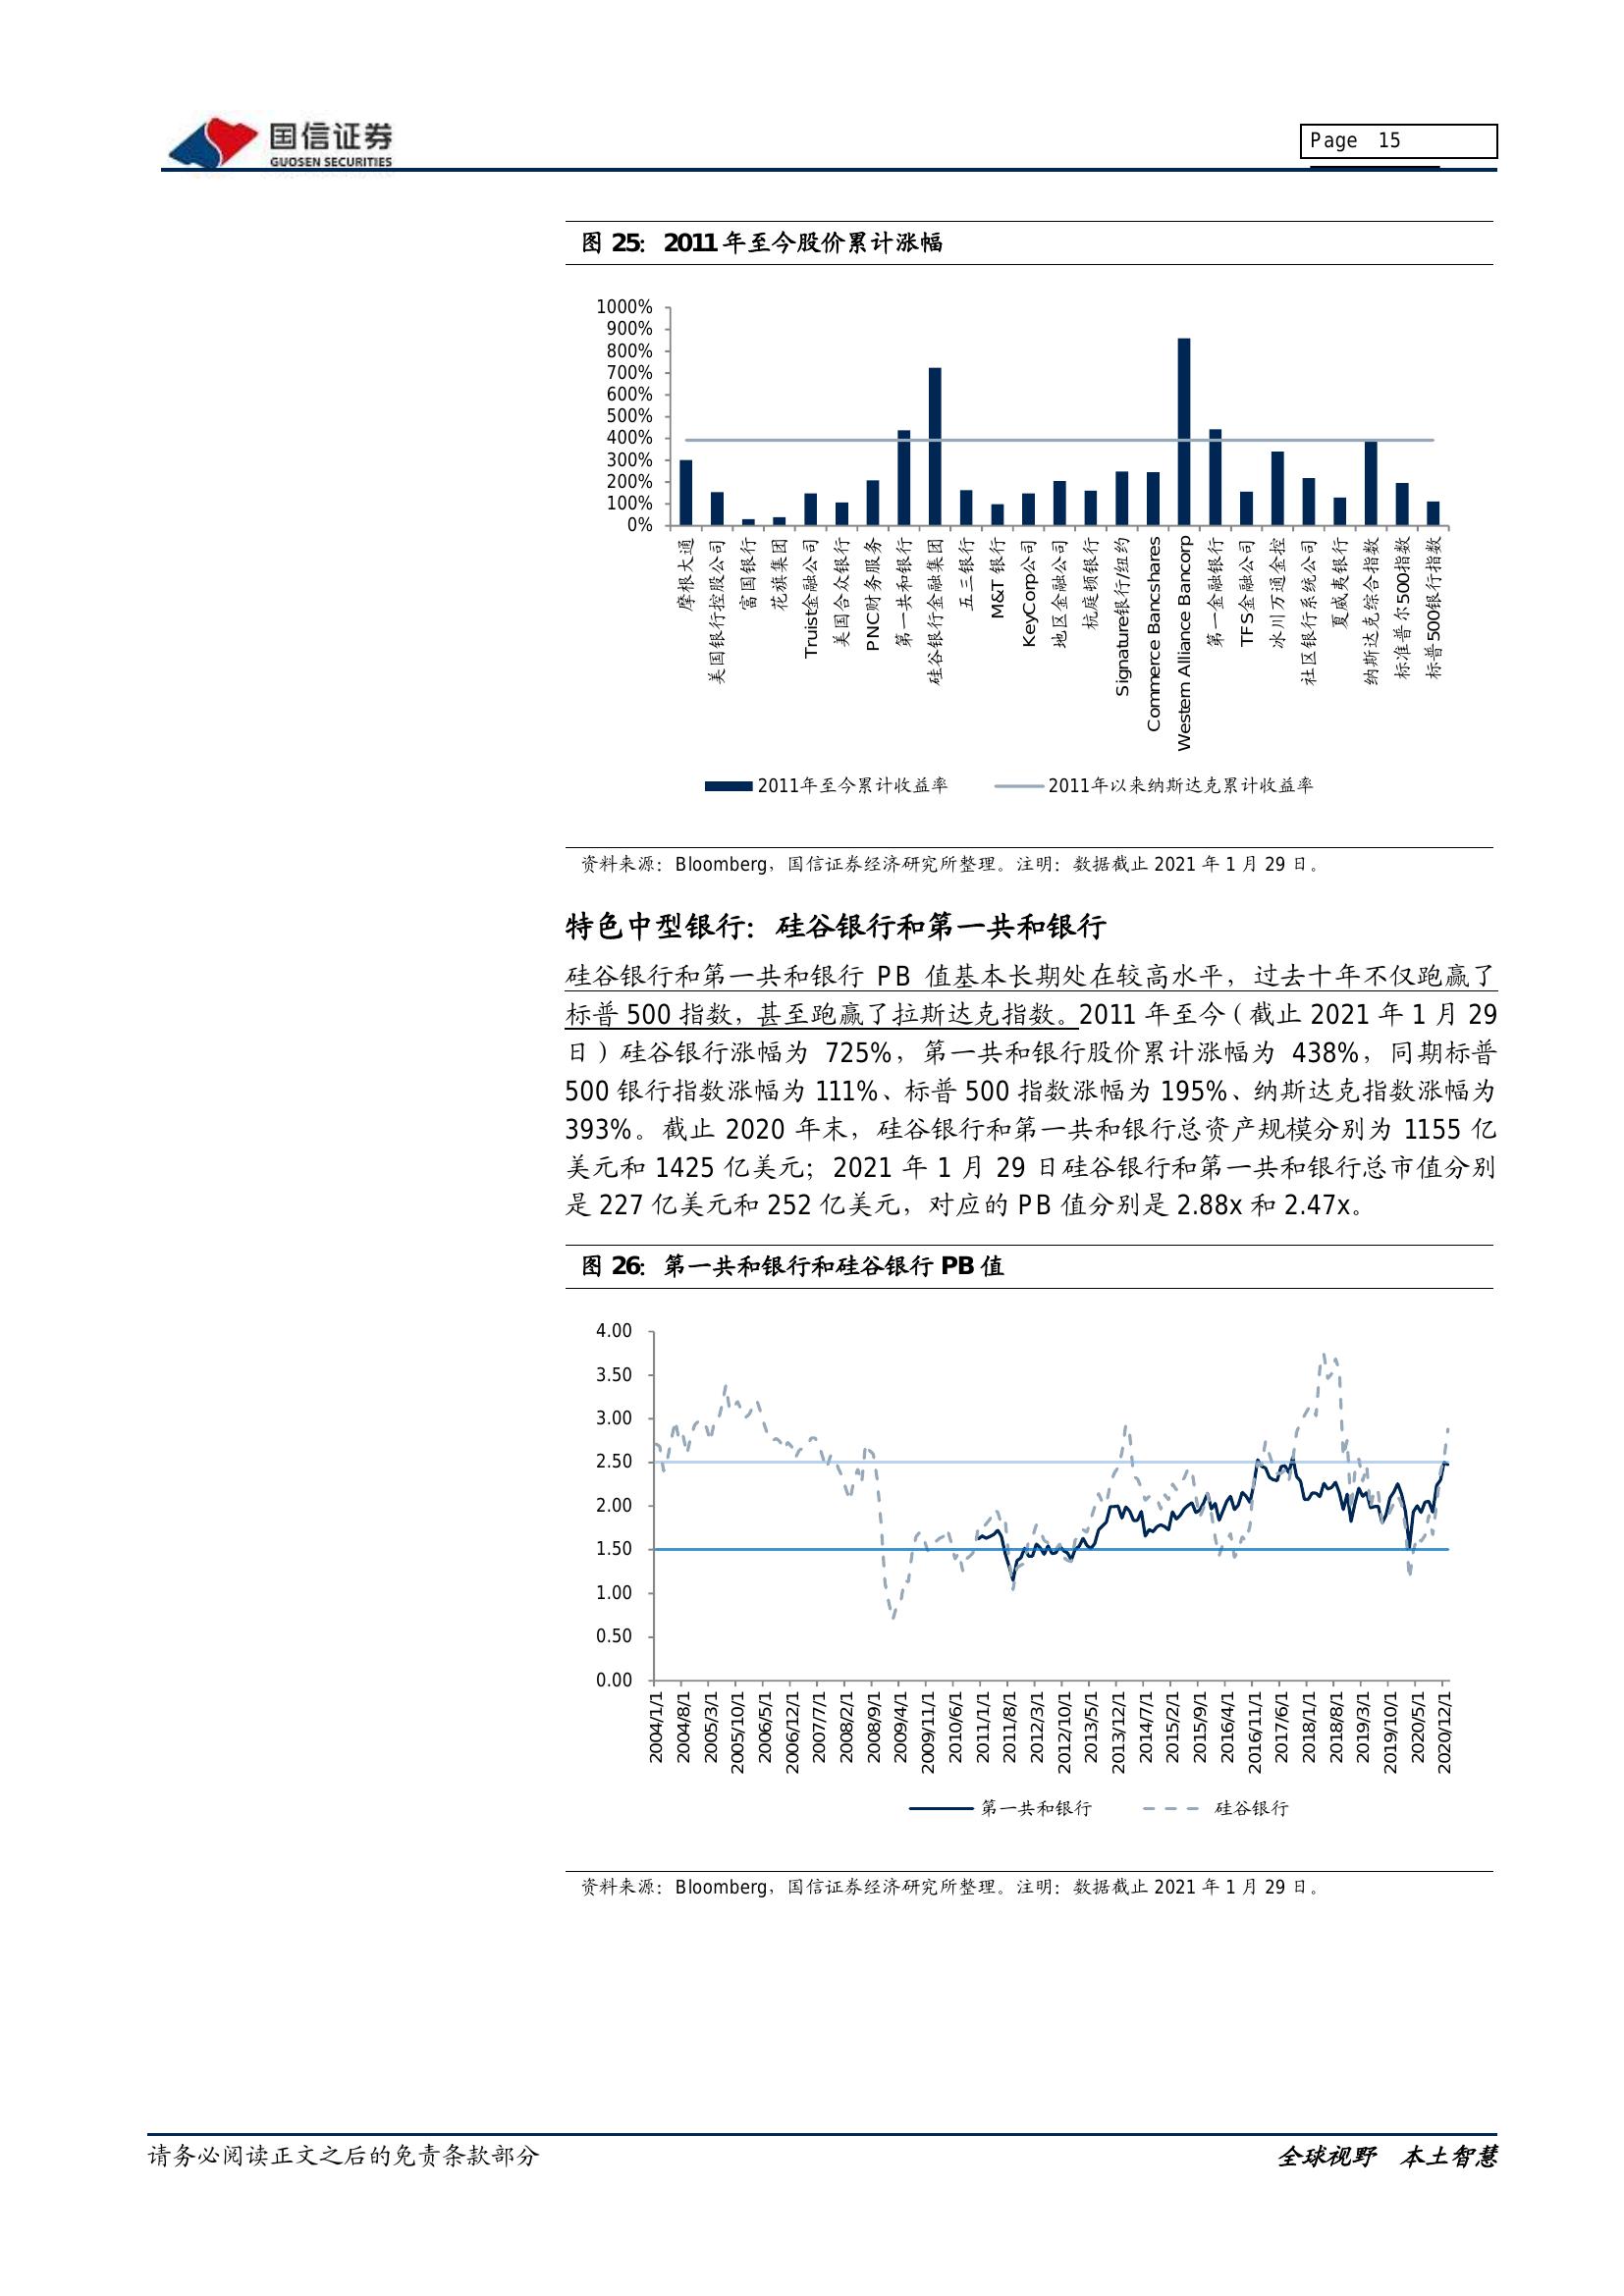 国信证券
GUOSEN SECURITIES
Page 15
图 25：2011 年至今股价累计涨幅
1000%
900%
800%
700%
600%
500%
400%
300%
200%
100%
0%
摩根大通
美国银行控股公司
富国银行
花旗集团
Truist金融公司
美国合众银行
PNC财务服务
第一共和银行
硅谷银行金融集团
五三银行
M&T 银行
KeyCorp公司
地区金融公司
杭庭顿银行
Signature银行/纽约
Commerce Bancshares
Western Alliance Bancorp
第一金融银行
TFS金融公司
冰川万通金控
社区银行系统公司
夏威夷银行
纳斯达克综合指数
标准普尔500指数
标普500银行指数
2011年至今累计收益率
2011年以来纳斯达克累计收益率
资料来源：Bloomberg，国信证券经济研究所整理。注明：数据截止 2021 年 1 月 29 日。
特色中型银行：硅谷银行和第一共和银行
硅谷银行和第一共和银行 PB 值基本长期处在较高水平，过去十年不仅跑赢了
标普 500 指数，甚至跑赢了拉斯达克指数。2011 年至今（截止 2021 年 1 月 29
日）硅谷银行涨幅为 725%，第一共和银行股价累计涨幅为 438%，同期标普
500 银行指数涨幅为 111%、标普 500 指数涨幅为 195%、纳斯达克指数涨幅为
393%。截止 2020 年末，硅谷银行和第一共和银行总资产规模分别为 1155 亿
美元和 1425 亿美元；2021 年 1 月 29 日硅谷银行和第一共和银行总市值分别
是 227 亿美元和 252 亿美元，对应的 PB 值分别是 2.88x 和 2.47x。
图 26：第一共和银行和硅谷银行 PB 值
4.00
3.50
3.00
2.50
2.00
1.50
1.00
0.50
0.00
2004/1/1
2004/8/1
2005/3/1
2005/10/1
2006/5/1
2006/12/1
2007/7/1
2008/2/1
2008/9/1
2009/4/1
2009/11/1
2010/6/1
2011/1/1
2011/8/1
2012/3/1
2012/10/1
2013/5/1
2013/12/1
2014/7/1
2015/2/1
2015/9/1
2016/4/1
2016/11/1
2017/6/1
2018/1/1
2018/8/1
2019/3/1
2019/10/1
2020/5/1
2020/12/1
第一共和银行
硅谷银行
资料来源：Bloomberg，国信证券经济研究所整理。注明：数据截止 2021 年 1 月 29 日。
请务必阅读正文之后的免责条款部分
全球视野 本土智慧